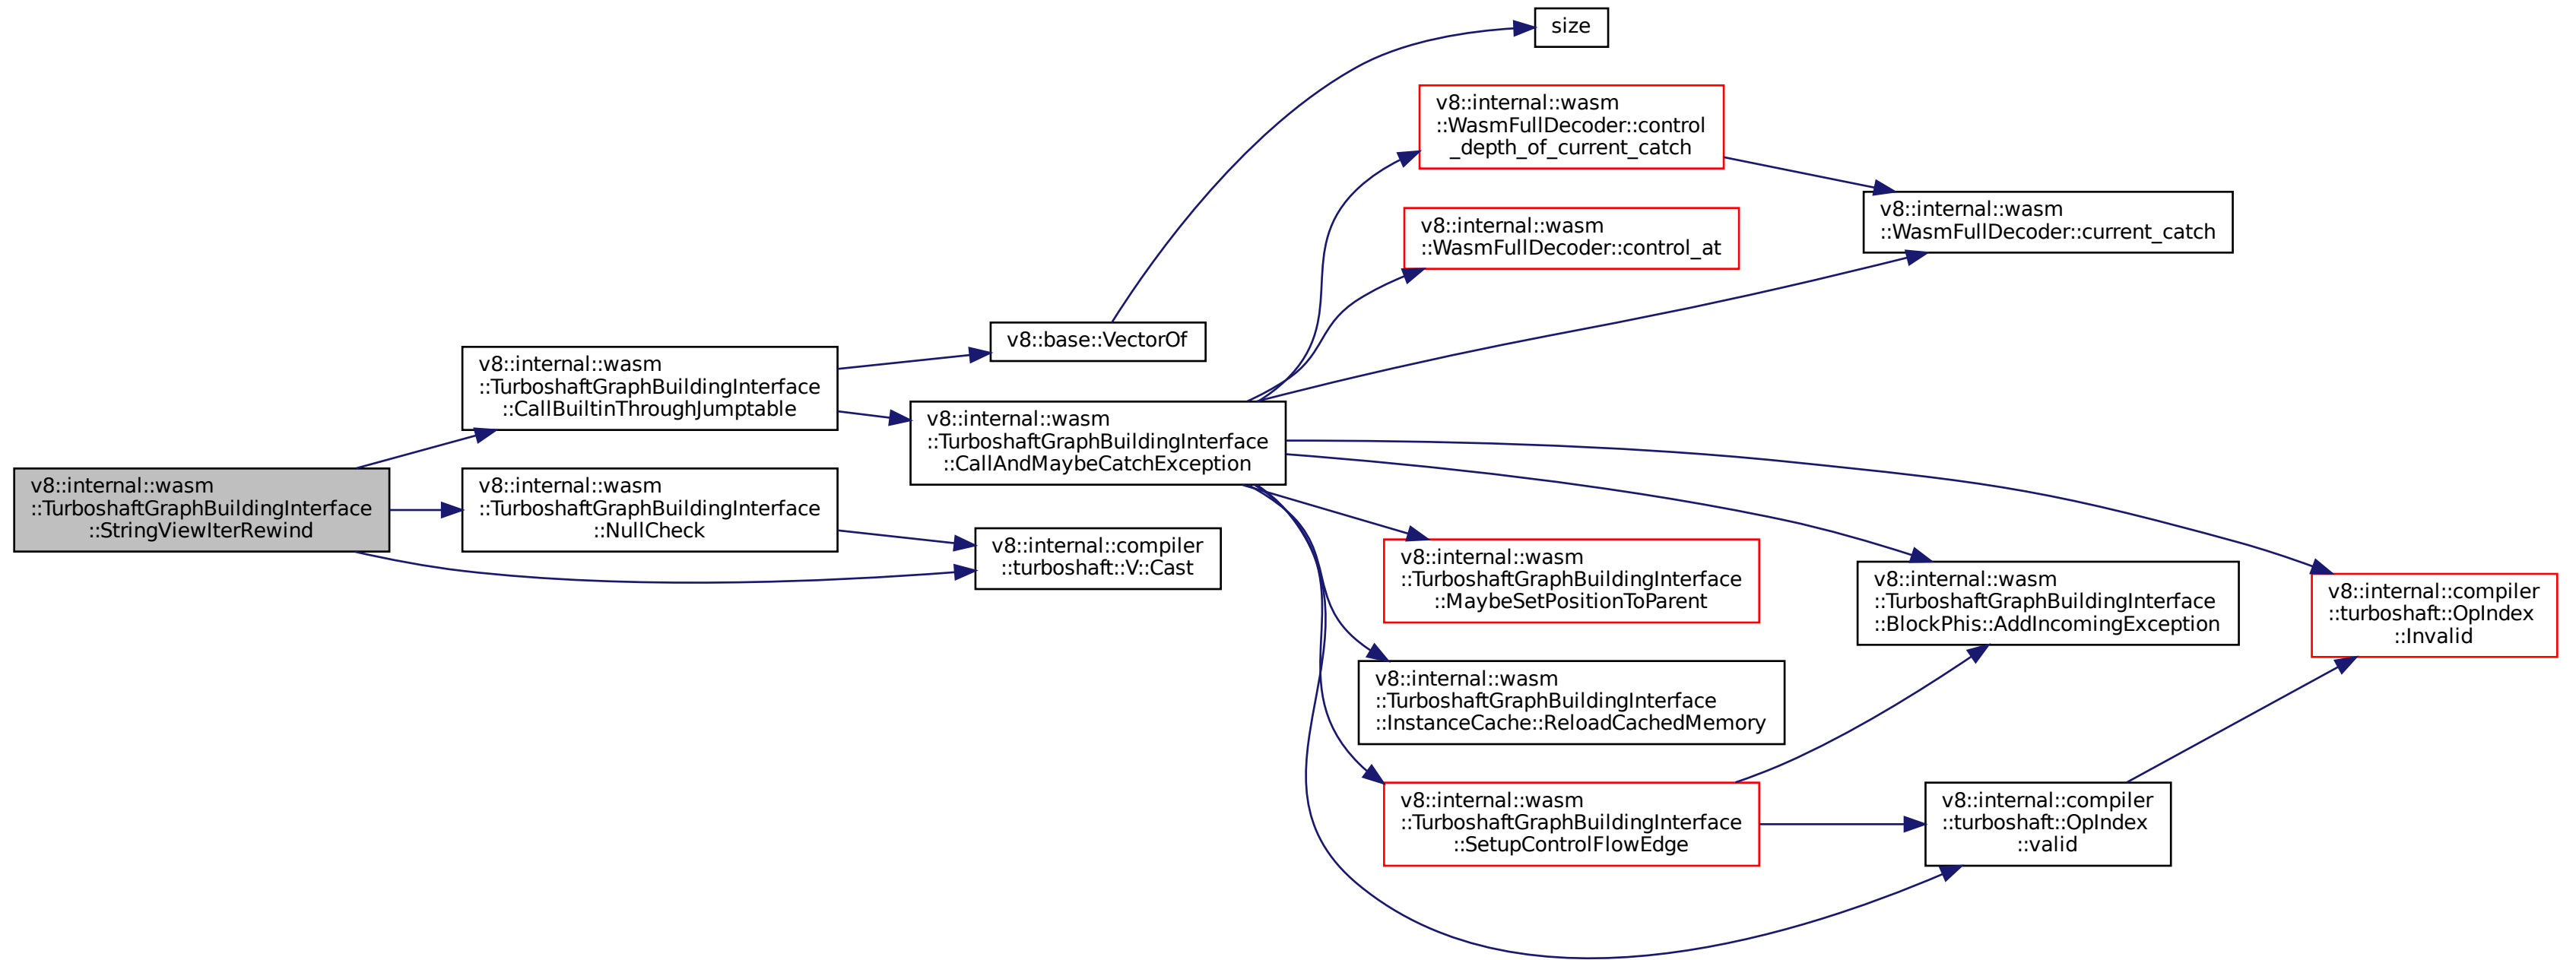 v8::internal::wasm
::TurboshaftGraphBuildingInterface
::StringViewIterRewind
v8::internal::wasm
::TurboshaftGraphBuildingInterface
::CallBuiltinThroughJumptable
v8::internal::wasm
::TurboshaftGraphBuildingInterface
::NullCheck
v8::base::VectorOf
v8::internal::wasm
::TurboshaftGraphBuildingInterface
::CallAndMaybeCatchException
v8::internal::compiler
::turboshaft::V::Cast
size
v8::internal::wasm
::WasmFullDecoder::control
_depth_of_current_catch
v8::internal::wasm
::WasmFullDecoder::control_at
v8::internal::wasm
::TurboshaftGraphBuildingInterface
::MaybeSetPositionToParent
v8::internal::wasm
::TurboshaftGraphBuildingInterface
::InstanceCache::ReloadCachedMemory
v8::internal::wasm
::TurboshaftGraphBuildingInterface
::SetupControlFlowEdge
v8::internal::wasm
::WasmFullDecoder::current_catch
v8::internal::wasm
::TurboshaftGraphBuildingInterface
::BlockPhis::AddIncomingException
v8::internal::compiler
::turboshaft::OpIndex
::valid
v8::internal::compiler
::turboshaft::OpIndex
::Invalid